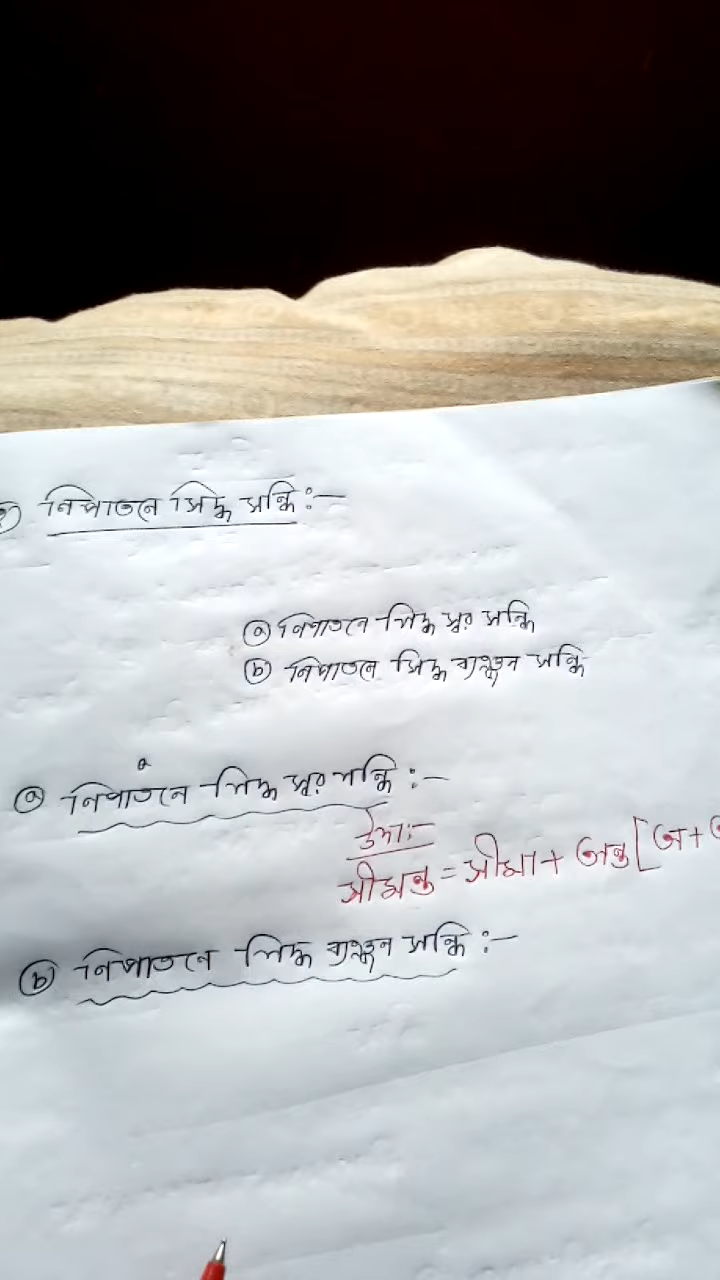 নিপাতনে সিদ্ধ সন্ধি ঃ—
ⓐ নিপাতনে সিদ্ধ স্বর সন্ধি
ⓑ নিপাতনে সিদ্ধ ব্যঞ্জন সন্ধি
ⓐ নিপাতনে সিদ্ধ স্বর সন্ধি :—
উদাঃ—
সীমন্ত = সীমা + অন্ত [ অ +
ⓑ নিপাতনে সিদ্ধ ব্যঞ্জন সন্ধি :—